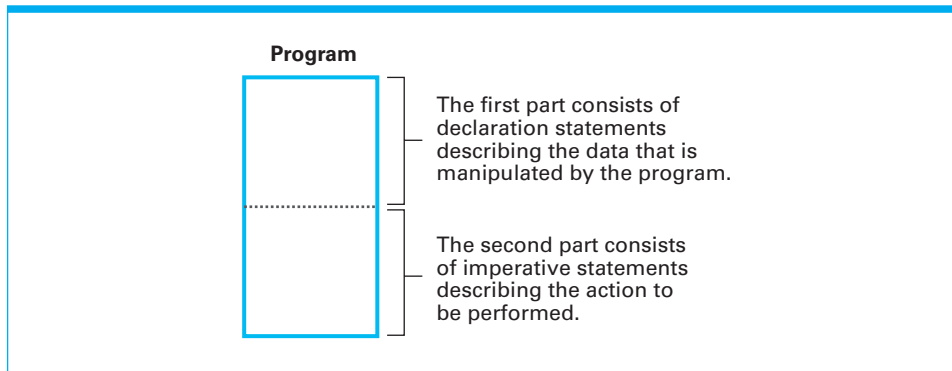 Program
The first part consists of
declaration statements
describing the data that is
manipulated by the program.
The second part consists
of imperative statements
describing the action to
be performed.